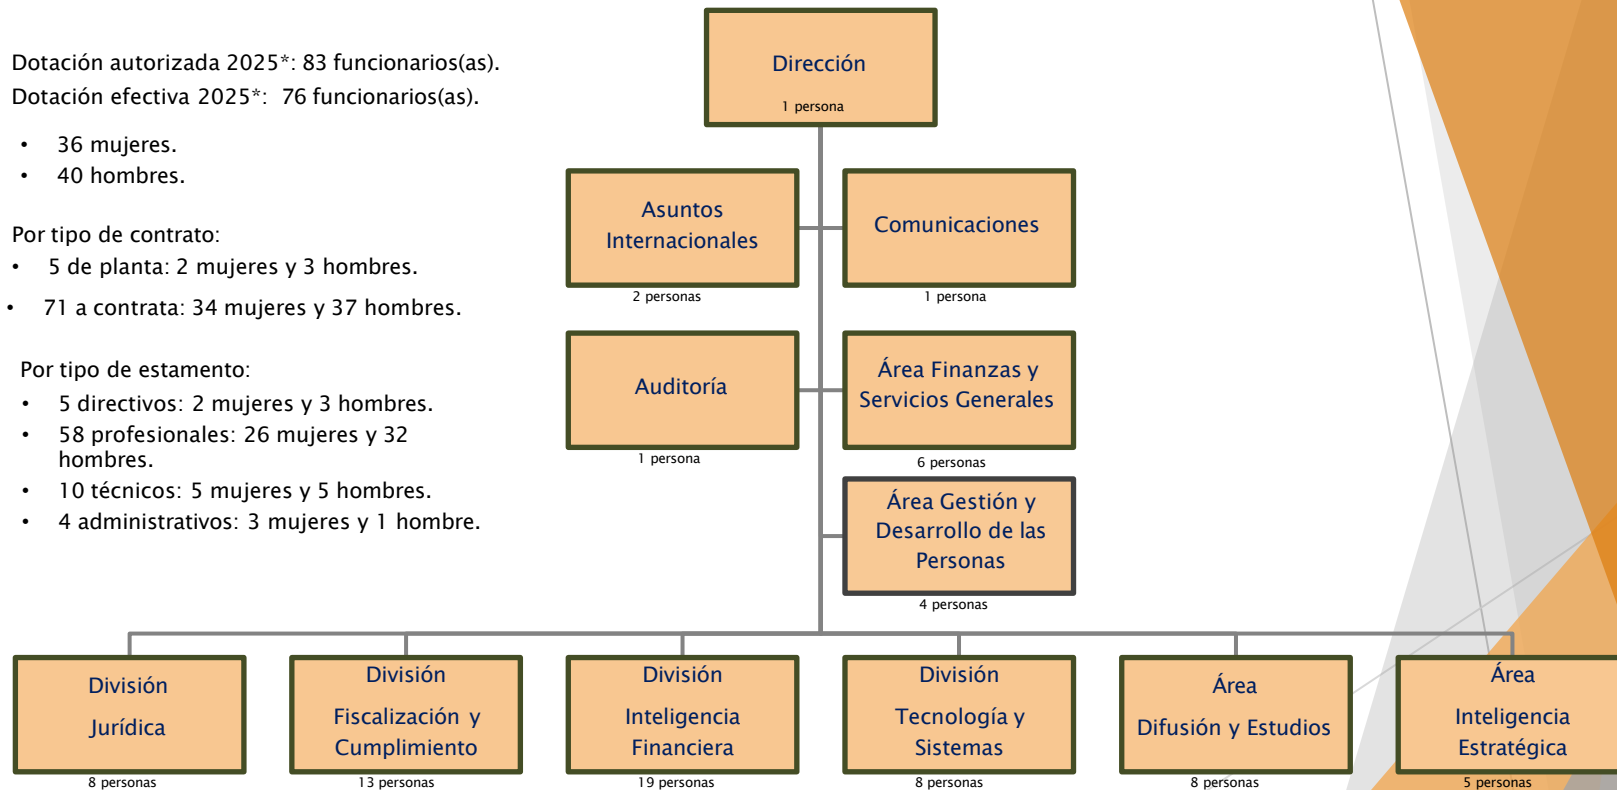 Dotación autorizada 2025*: 83 funcionarios(as).
Dotación efectiva 2025*: 76 funcionarios(as).
• 36 mujeres.
• 40 hombres.
Por tipo de contrato:
• 5 de planta: 2 mujeres y 3 hombres.
• 71 a contrata: 34 mujeres y 37 hombres.
Por tipo de estamento:
• 5 directivos: 2 mujeres y 3 hombres.
• 58 profesionales: 26 mujeres y 32
hombres.
• 10 técnicos: 5 mujeres y 5 hombres.
• 4 administrativos: 3 mujeres y 1 hombre.
Dirección
1 persona
Asuntos
Internacionales
2 personas
Comunicaciones
1 persona
Auditoría
1 persona
Área Finanzas y
Servicios Generales
6 personas
Área Gestión y
Desarrollo de las
Personas
4 personas
División
Jurídica
8 personas
División
Fiscalización y
Cumplimiento
13 personas
División
Inteligencia
Financiera
19 personas
División
Tecnología y
Sistemas
8 personas
Área
Difusión y Estudios
8 personas
Área
Inteligencia
Estratégica
5 personas